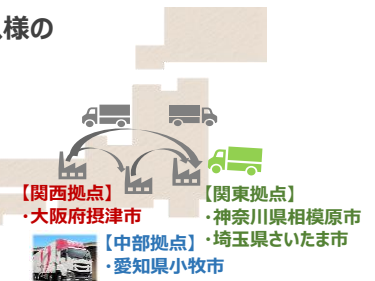 様の
【関西拠点】
・大阪府摂津市
【中部拠点】
・愛知県小牧市
【関東拠点】
・神奈川県相模原市
・埼玉県さいたま市